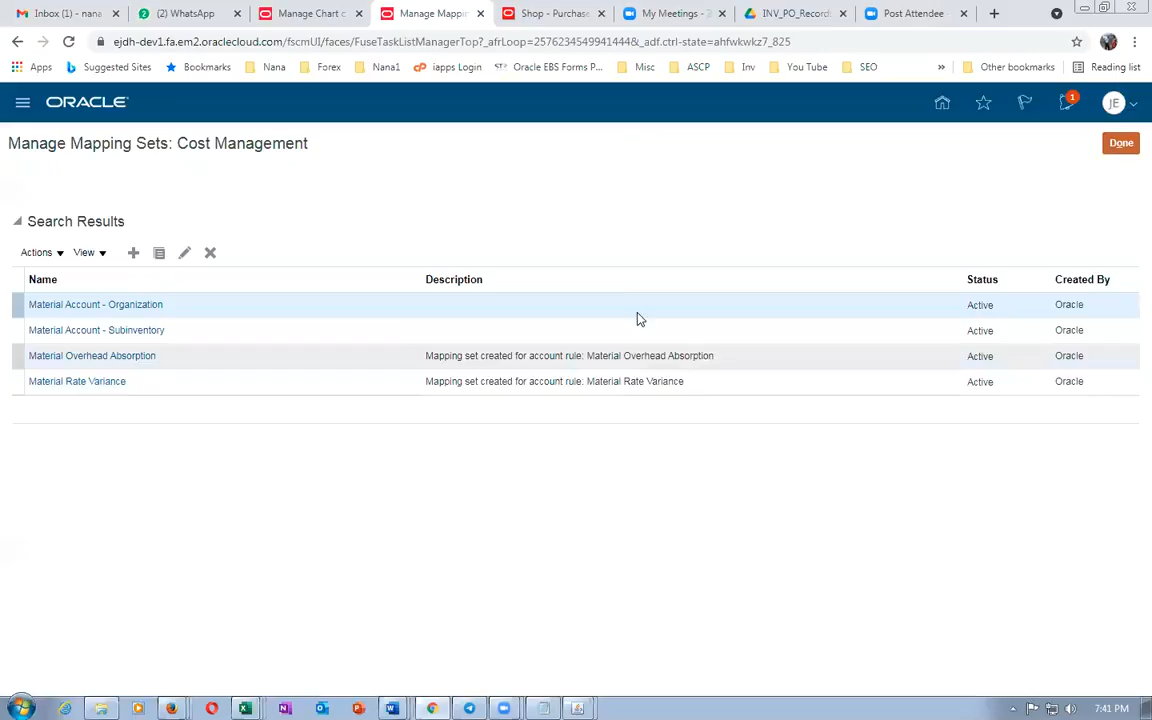 Inbox (1) - nana
(2) WhatsApp
Manage Chart c
Manage Mappin
Shop - Purchase
My Meetings - Z
INV_PO_Record
Post Attendee -
ejdh-dev1.fa.em2.oraclecloud.com/fscmUI/faces/FuseTaskListManagerTop?_afrLoop=2576234549941444&_adf.ctrl-state=ahfwkwkz7_825
Apps
Suggested Sites
Bookmarks
Nana
Forex
Nana1
iapps Login
Oracle EBS Forms P...
Misc
ASCP
Inv
You Tube
SEO
»
Other bookmarks
Reading list
ORACLE
1
JE
Manage Mapping Sets: Cost Management
Done
Search Results
Actions
View
Name
Description
Status
Created By
Material Account - Organization
Active
Oracle
Material Account - Subinventory
Active
Oracle
Material Overhead Absorption
Mapping set created for account rule: Material Overhead Absorption
Active
Oracle
Material Rate Variance
Mapping set created for account rule: Material Rate Variance
Active
Oracle
7:41 PM